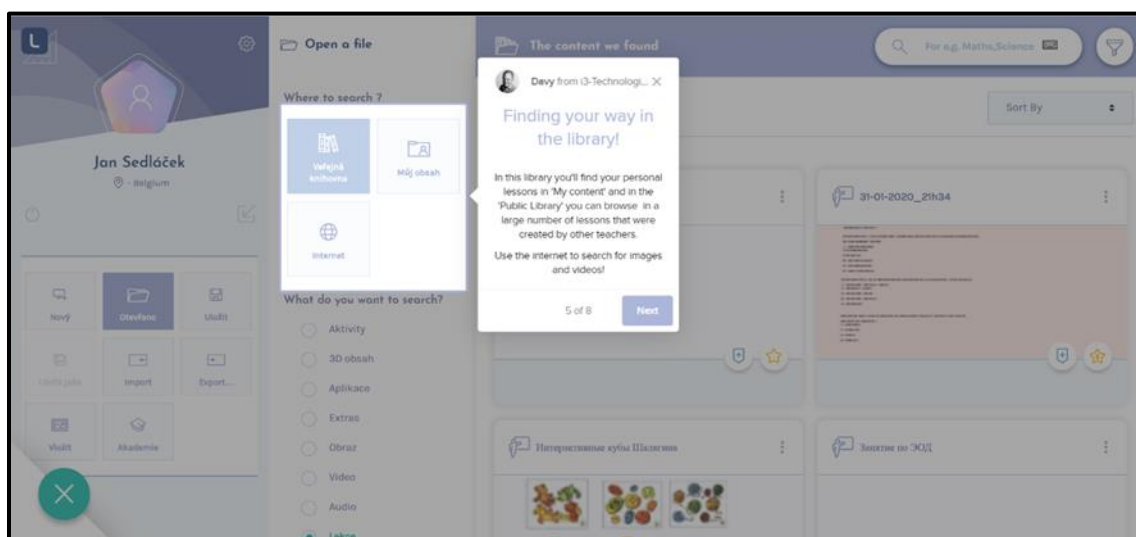 L
Open a file
The content we found
For e.g. Maths,Science
Where to search ?
Davy from i3-Technologi...
Finding your way in
the library!
In this library you'll find your personal
lessons in 'My content' and in the
'Public Library' you can browse in a
large number of lessons that were
created by other teachers.
Use the internet to search for images
and videos!
5 of 8
Next
Sort By
Veřejná
knihovna
Můj obsah
Internet
Jan Sedláček
- Belgium
31-01-2020_21h34
Nový
Otevřeno
Uložit
Uložit jako
Import
Export...
Vložit
Akademie
What do you want to search?
Aktivity
3D obsah
Aplikace
Extras
Obraz
Video
Audio
Lekce
Интерактивные кубы Шалагина
Занятие по ЭОД